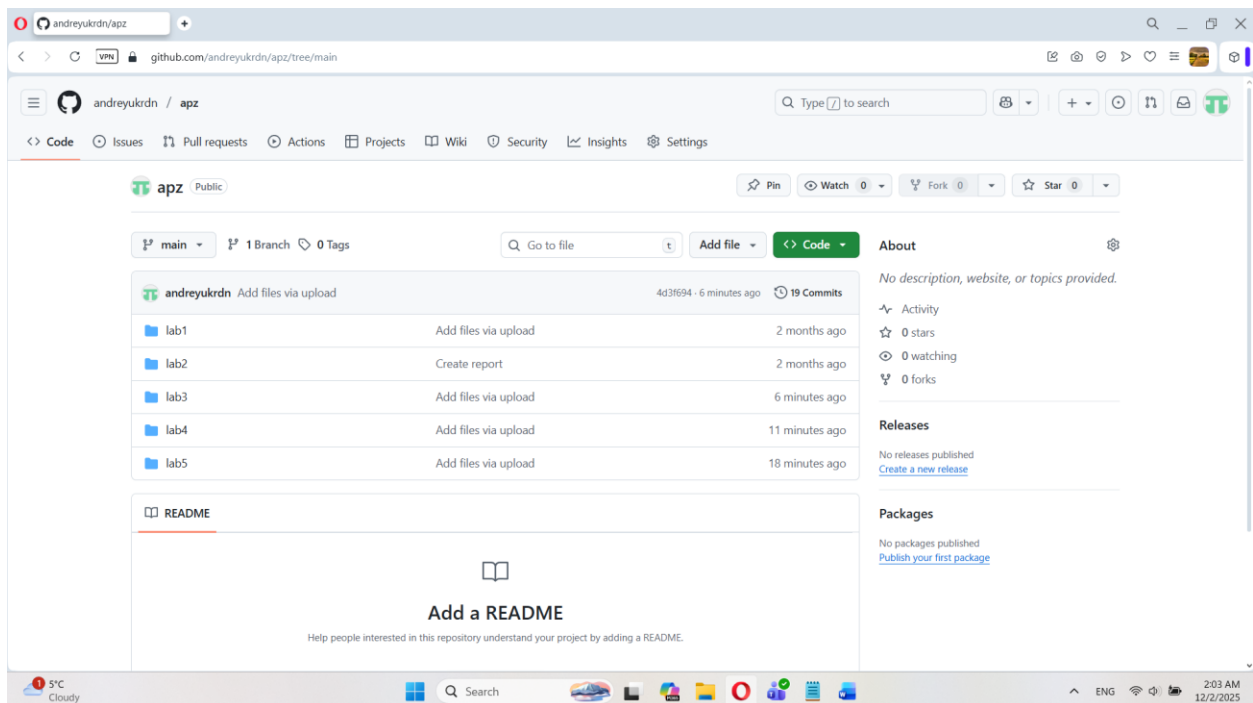 andreyukrdn/apz
VPN github.com/andreyukrdn/apz/tree/main
andreyukrdn / apz Type / to search
Code Issues Pull requests Actions Projects Wiki Security Insights Settings
apz Public Pin Watch 0 Fork 0 Star 0
main 1 Branch 0 Tags Go to file t Add file Code About
No description, website, or topics provided.
andreyukrdn Add files via upload 4d3f694 · 6 minutes ago 19 Commits
Activity
lab1 Add files via upload 2 months ago
0 stars
lab2 Create report 2 months ago
0 watching
0 forks
lab3 Add files via upload 6 minutes ago
lab4 Add files via upload 11 minutes ago
Releases
lab5 Add files via upload 18 minutes ago
No releases published
Create a new release
README
Packages
No packages published
Publish your first package
Add a README
Help people interested in this repository understand your project by adding a README.
1 5°C
Cloudy
Search
ENG
2:03 AM
12/2/2025